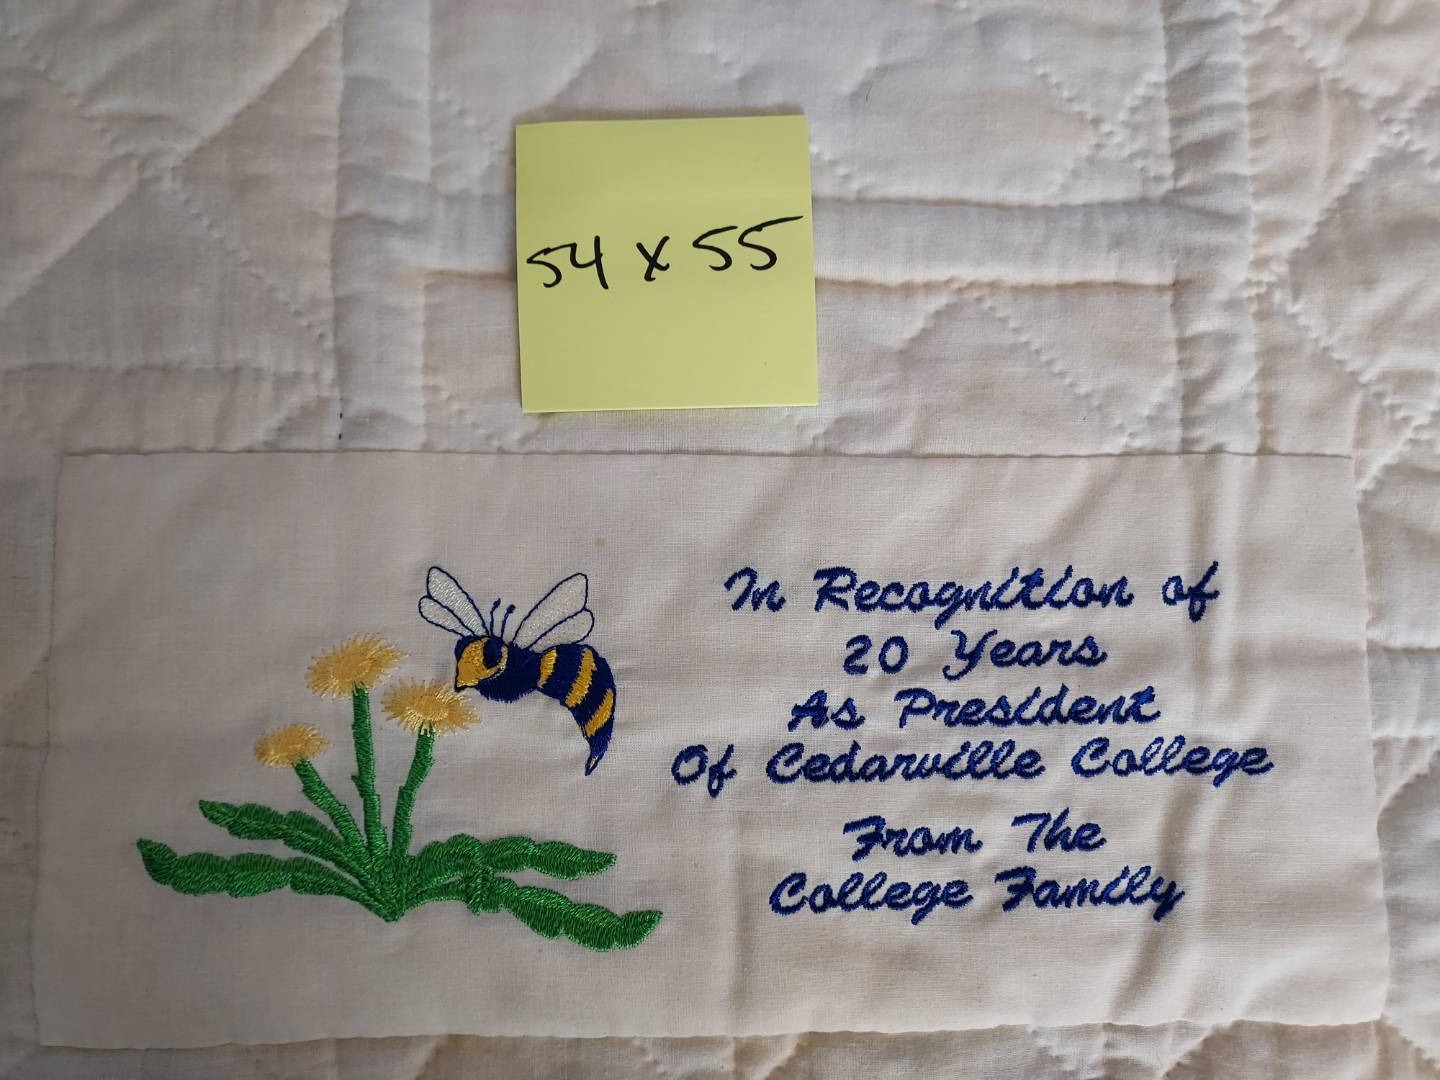 54 x 55
In Recognition of
20 Years
As President
Of Cedarville College
From The
College Family